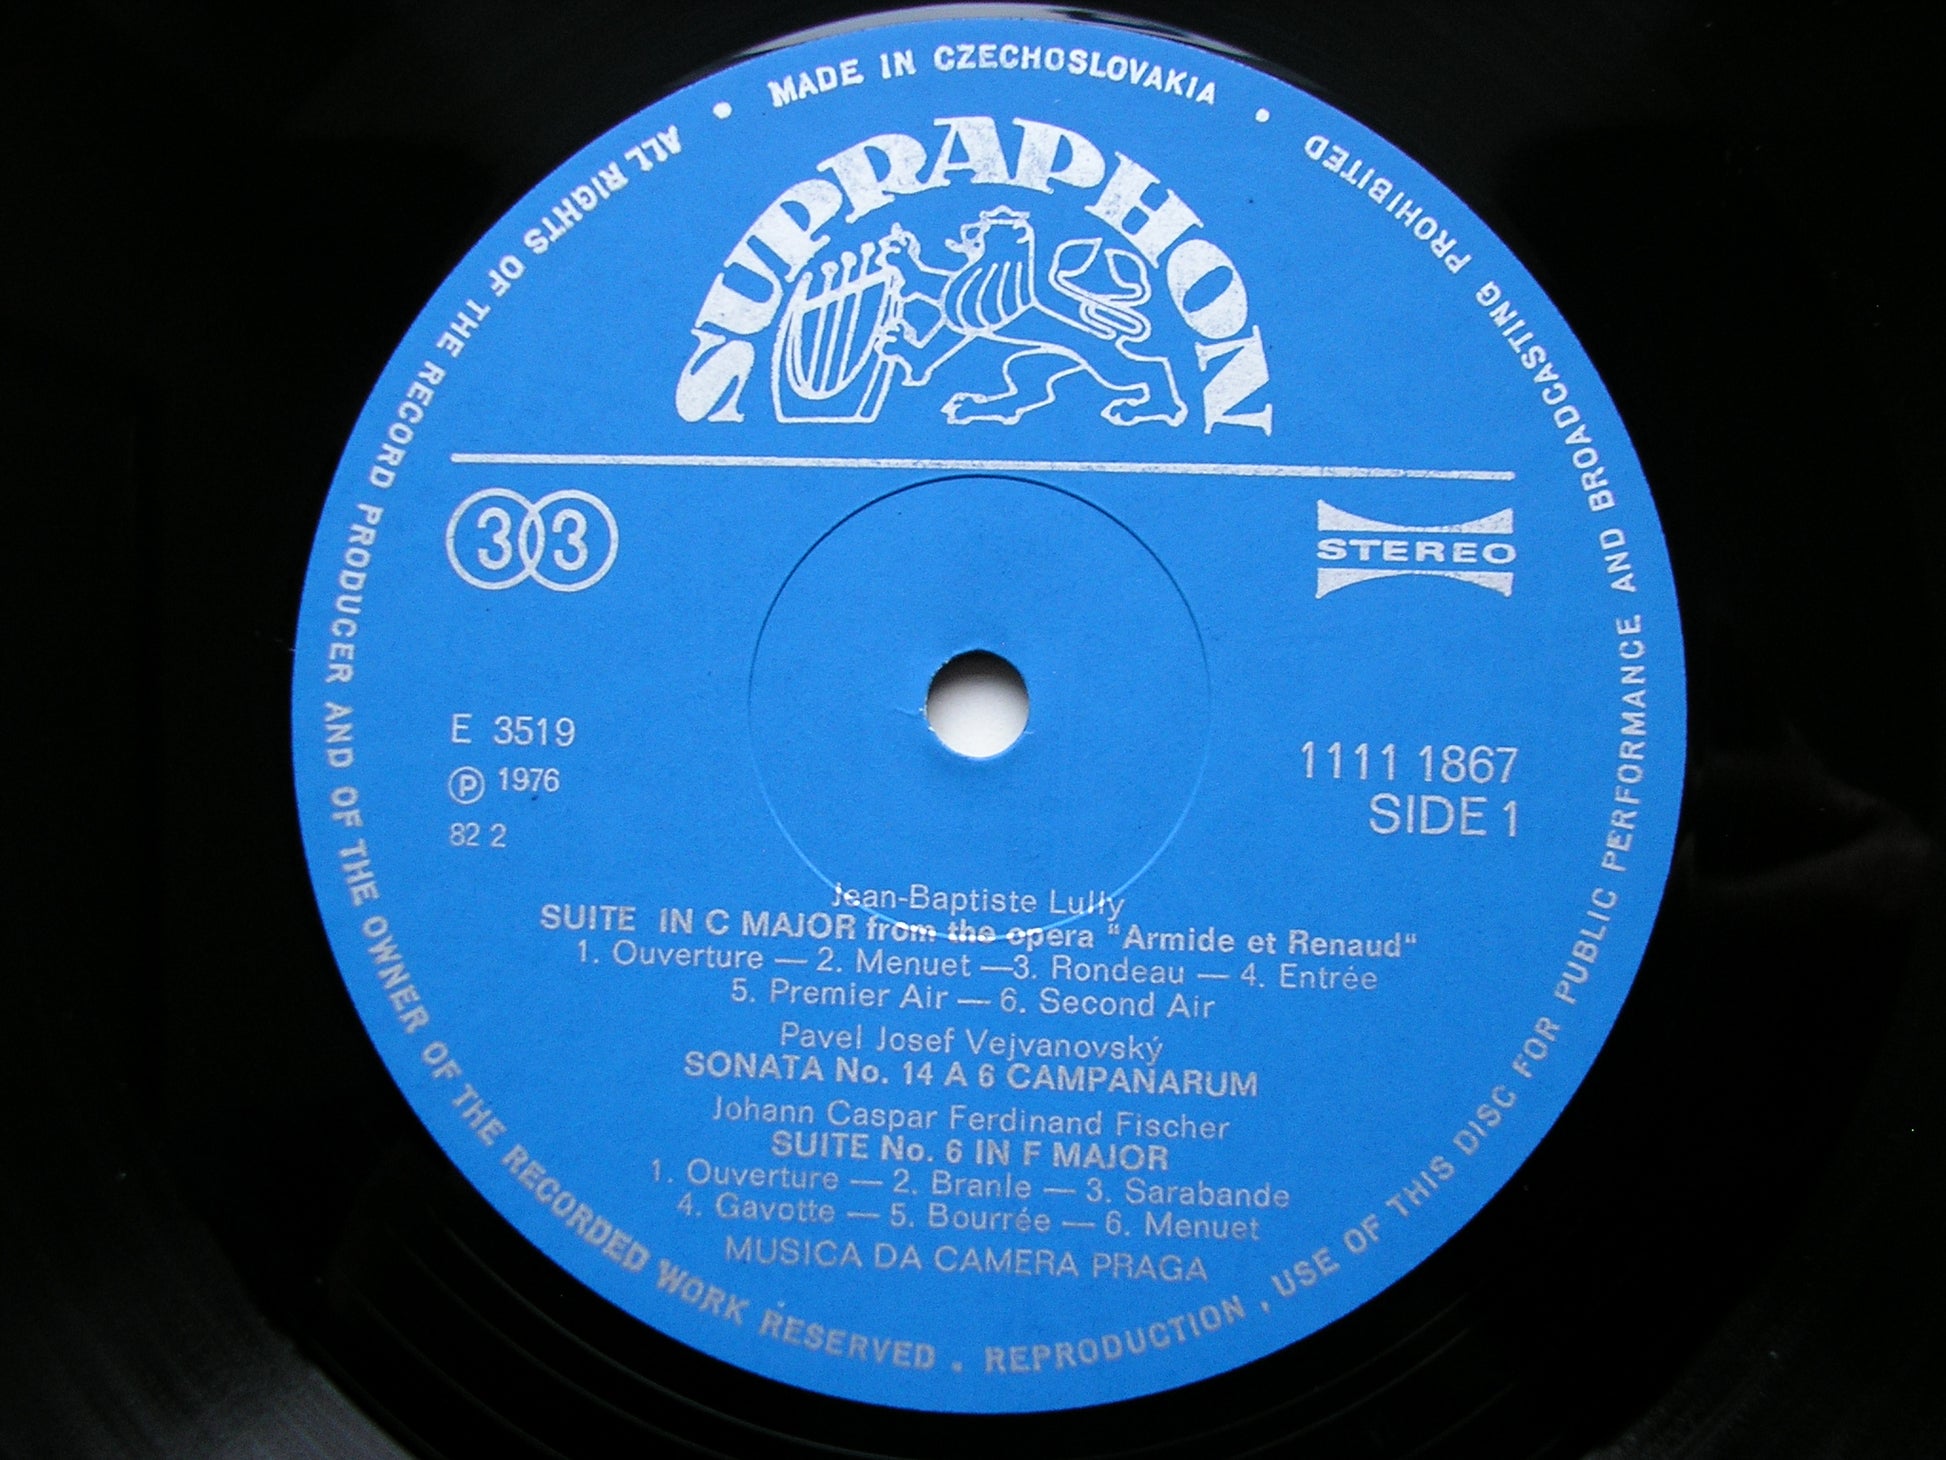 MADE IN CZECHOSLOVAKIA •
SUPRAPHON
33
STEREO
E 3519
Ⓟ 1976
82 2
1111 1867
SIDE 1
Jean-Baptiste Lully
SUITE IN C MAJOR from the opera "Armide et Renaud"
1. Ouverture — 2. Menuet —3. Rondeau — 4. Entrée
5. Premier Air — 6. Second Air
Pavel Josef Vejvanovský
SONATA No. 14 A 6 CAMPANARUM
Johann Caspar Ferdinand Fischer
SUITE No. 6 IN F MAJOR
1. Ouverture — 2. Branle — 3. Sarabande
4. Gavotte — 5. Bourrée — 6. Menuet
MUSICA DA CAMERA PRAGA
ALL RIGHTS OF THE RECORD PRODUCER AND OF THE OWNER OF THE RECORDED WORK RESERVED . REPRODUCTION , USE OF THIS DISC FOR PUBLIC PERFORMANCE AND BROADCASTING PROHIBITED •